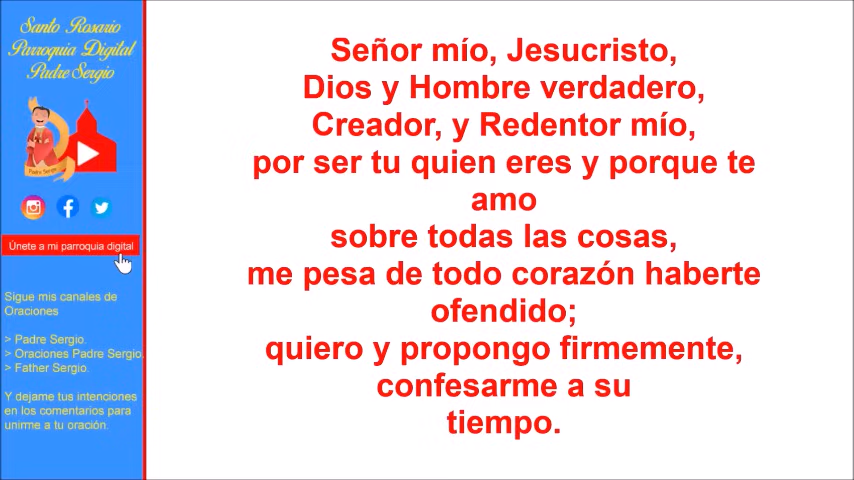 Santo Rosario
Parroquia Digital
Padre Sergio
Padre Sergio
Únete a mi parroquia digital
Sigue mis canales de
Oraciones
> Padre Sergio.
> Oraciones Padre Sergio.
> Father Sergio.
Y dejame tus intenciones
en los comentarios para
unirme a tu oración.
Señor mío, Jesucristo,
Dios y Hombre verdadero,
Creador, y Redentor mío,
por ser tu quien eres y porque te
amo
sobre todas las cosas,
me pesa de todo corazón haberte
ofendido;
quiero y propongo firmemente,
confesarme a su
tiempo.